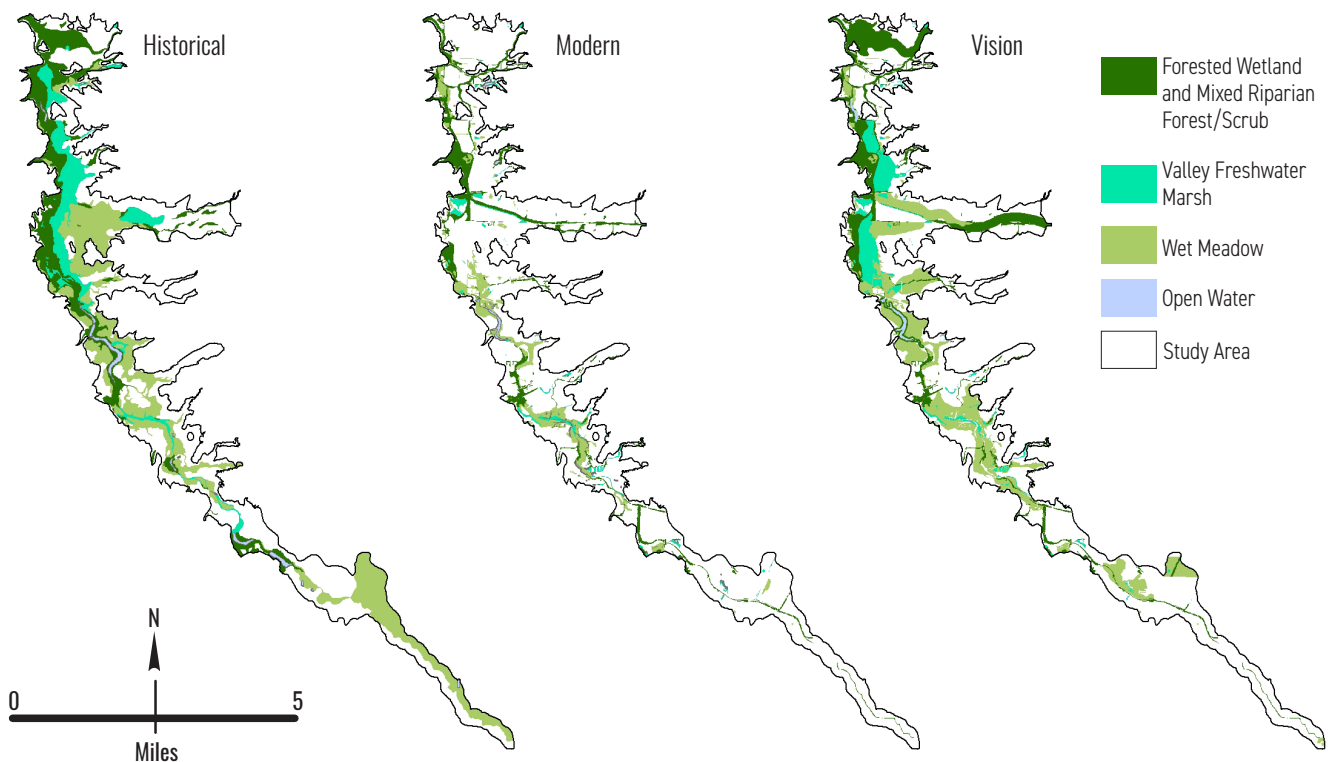 Historical
Modern
Vision
Forested Wetland
and Mixed Riparian
Forest/Scrub
Valley Freshwater
Marsh
Wet Meadow
Open Water
Study Area
N
0
5
Miles